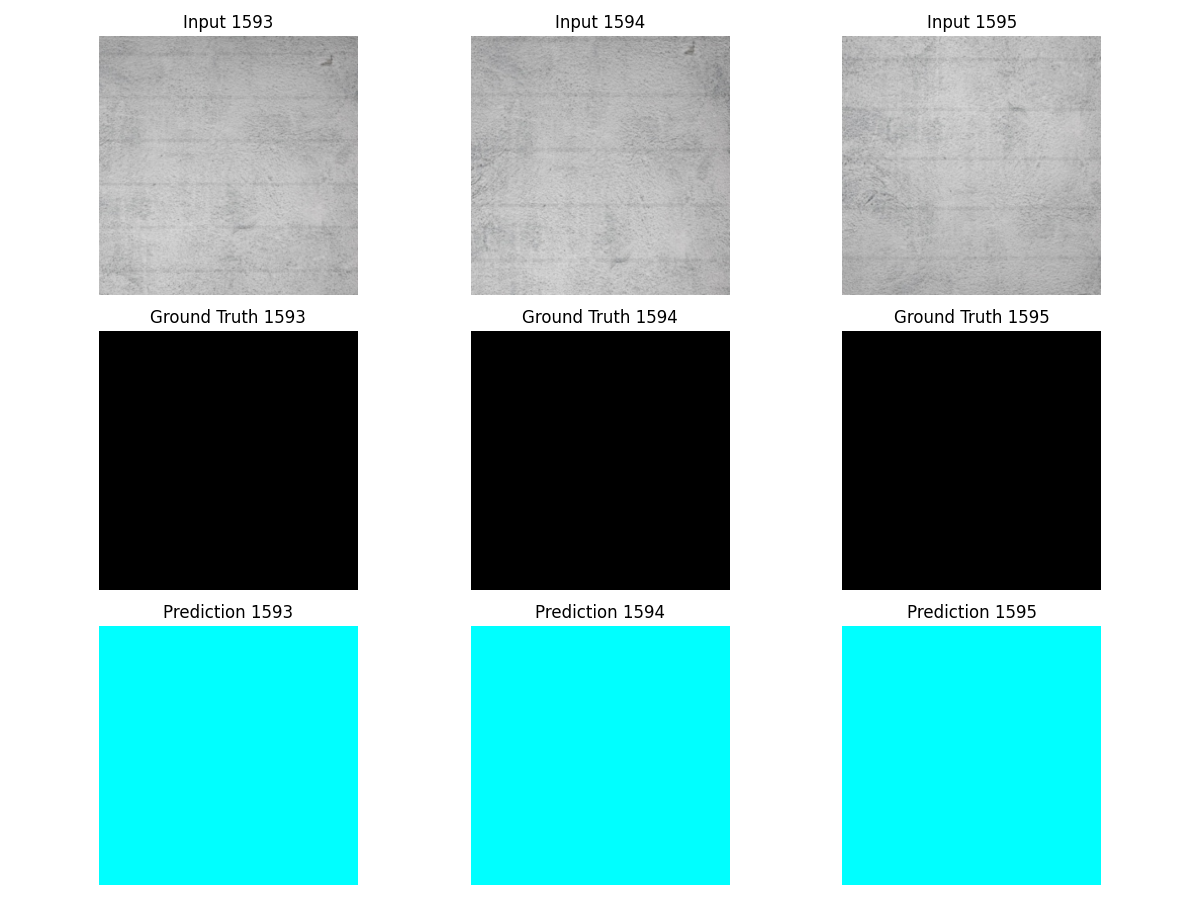 Input 1593
Input 1594
Input 1595
Ground Truth 1593
Ground Truth 1594
Ground Truth 1595
Prediction 1593
Prediction 1594
Prediction 1595